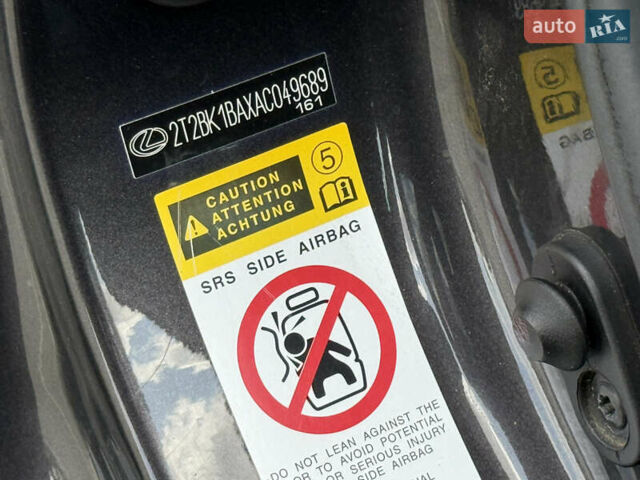 auto RIA
.com
2T2BK1BAXAC049689
161
5
CAUTION
ATTENTION
ACHTUNG
SRS SIDE AIRBAG
DO NOT LEAN AGAINST THE
TO AVOID POTENTIAL
OR SERIOUS INJURY
SIDE AIRBAG
5